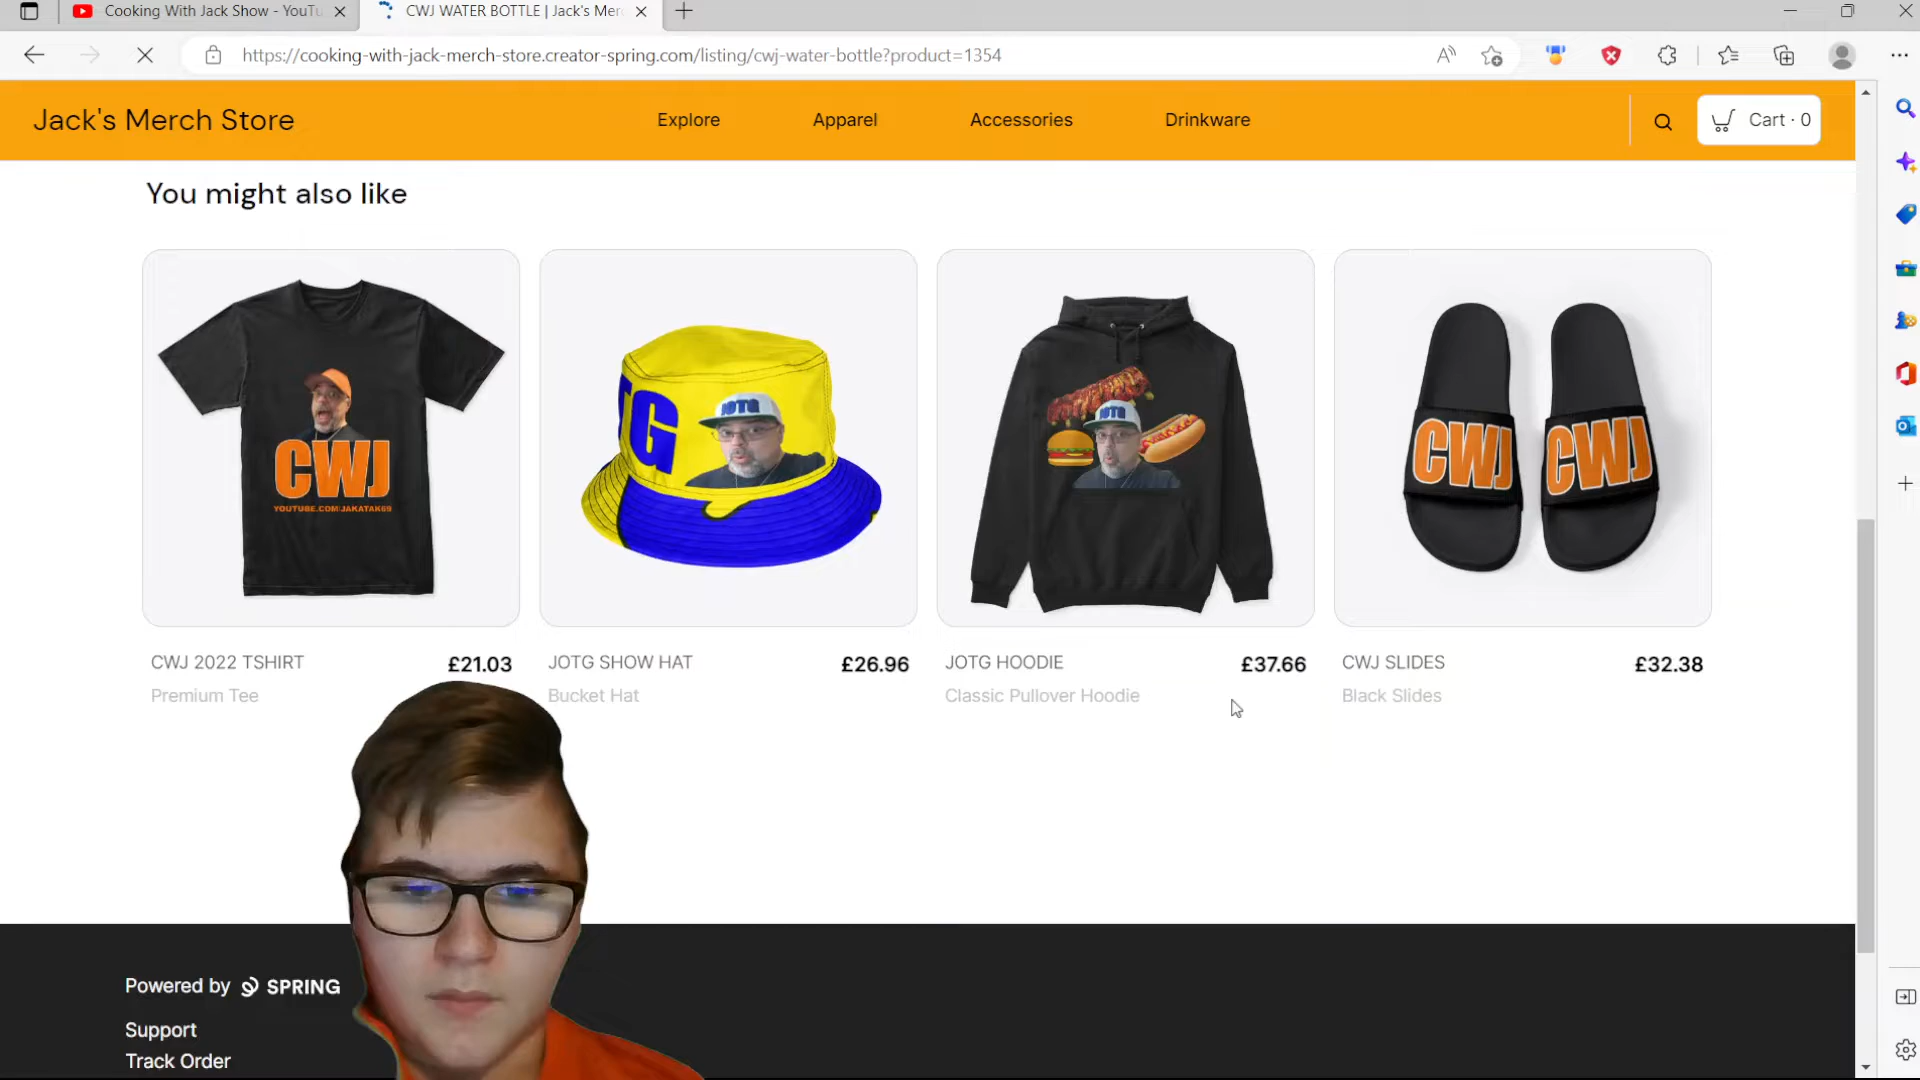 Cooking With Jack Show - YouTu
CWJ WATER BOTTLE | Jack's Mer
https://cooking-with-jack-merch-store.creator-spring.com/listing/cwj-water-bottle?product=1354
Jack's Merch Store
Explore
Apparel
Accessories
Drinkware
Cart · 0
You might also like
CWJ
YOUTUBE.COM/JAKATAK69
TG
JOTG
JOTG
CWJ
CWJ
CWJ 2022 TSHIRT
£21.03
Premium Tee
JOTG SHOW HAT
£26.96
Bucket Hat
JOTG HOODIE
£37.66
Classic Pullover Hoodie
CWJ SLIDES
£32.38
Black Slides
Powered by SPRING
Support
Track Order